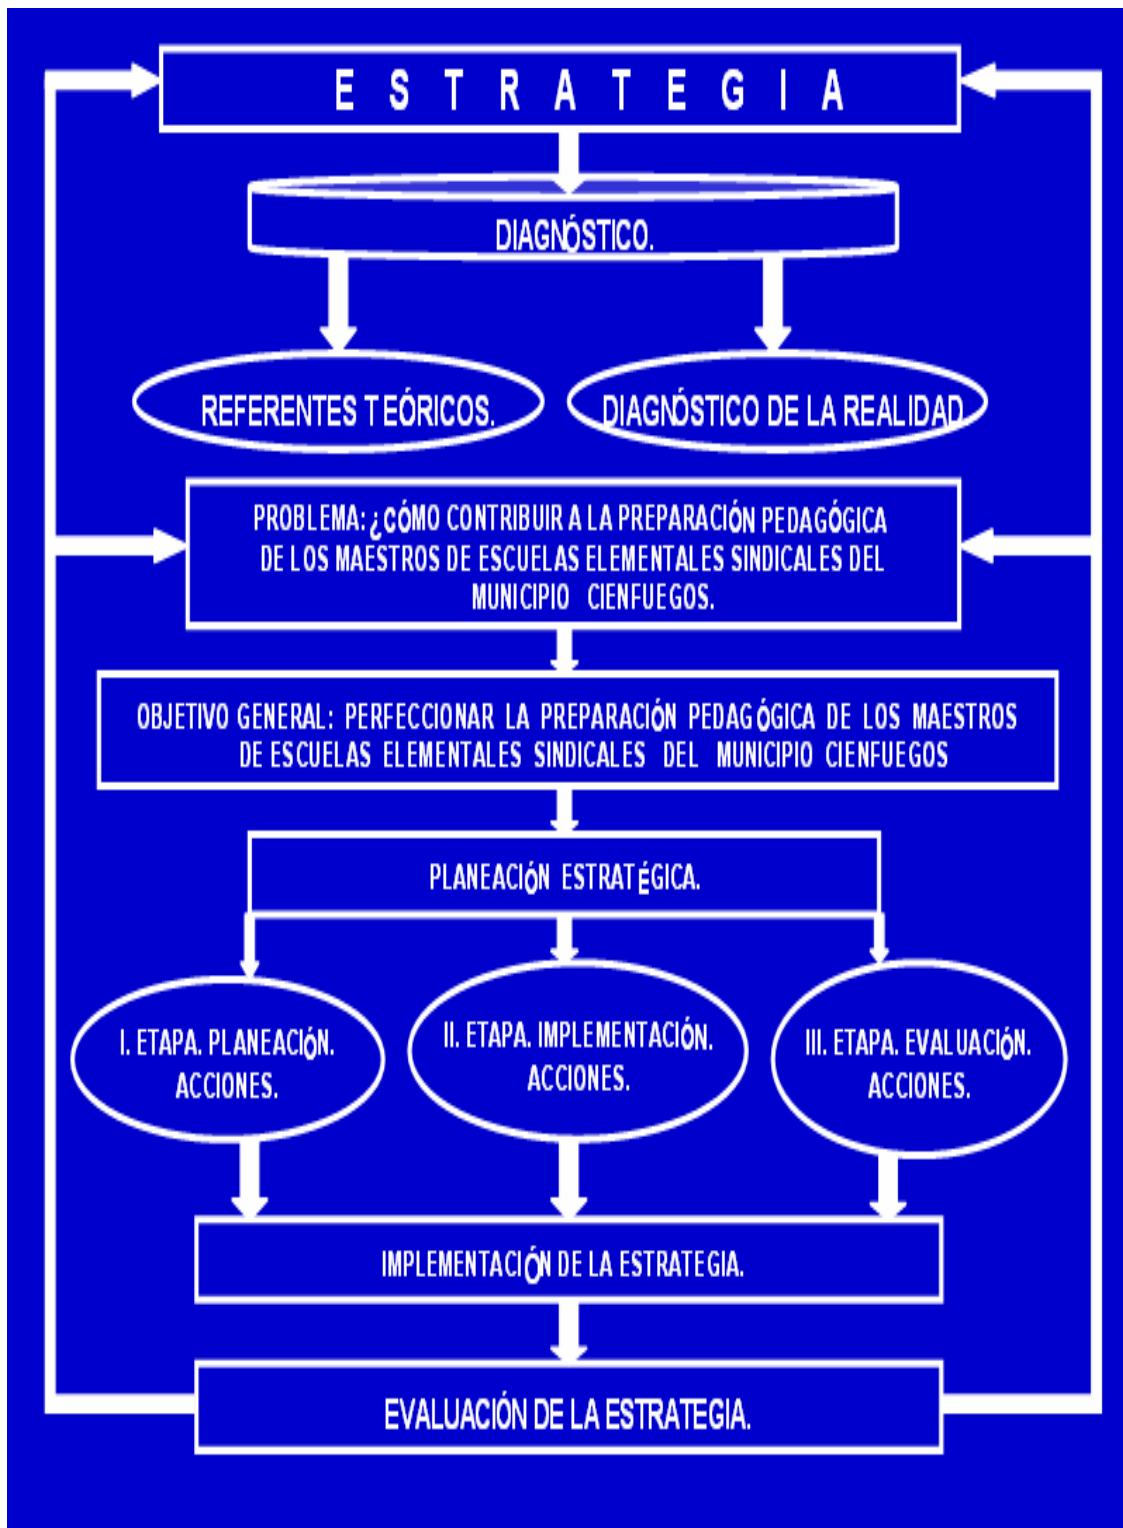 E S T R A T E G I A
DIAGNÓSTICO.
REFERENTES TEÓRICOS.
DIAGNÓSTICO DE LA REALIDAD
PROBLEMA: ¿CÓMO CONTRIBUIR A LA PREPARACIÓN PEDAGÓGICA
DE LOS MAESTROS DE ESCUELAS ELEMENTALES SINDICALES DEL
MUNICIPIO CIENFUEGOS.
OBJETIVO GENERAL: PERFECCIONAR LA PREPARACIÓN PEDAGÓGICA DE LOS MAESTROS
DE ESCUELAS ELEMENTALES SINDICALES DEL MUNICIPIO CIENFUEGOS
PLANEACIÓN ESTRATÉGICA.
I. ETAPA. PLANEACIÓN.
ACCIONES.
II. ETAPA. IMPLEMENTACIÓN.
ACCIONES.
III. ETAPA. EVALUACIÓN.
ACCIONES.
IMPLEMENTACIÓN DE LA ESTRATEGIA.
EVALUACIÓN DE LA ESTRATEGIA.